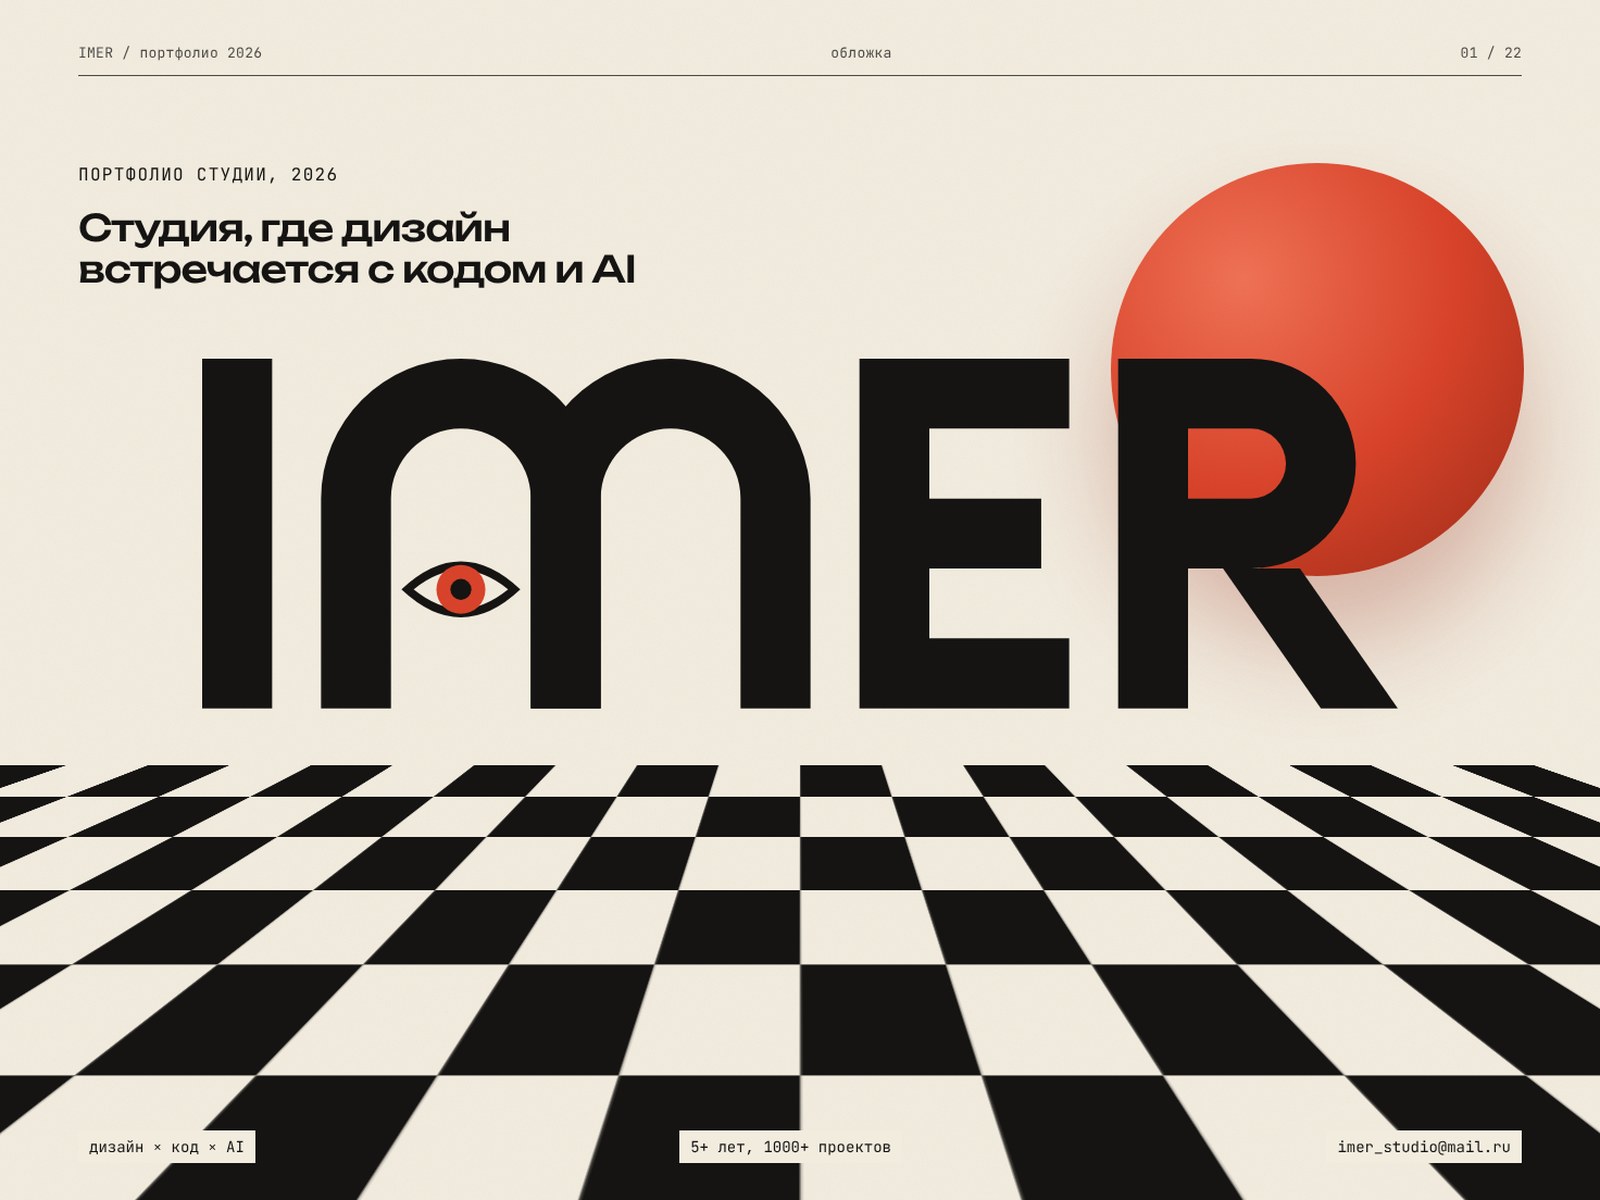 IMER / портфолио 2026
обложка
01 / 22
ПОРТФОЛИО СТУДИИ, 2026
Студия, где дизайн
встречается с кодом и AI
IMER
дизайн × код × AI
5+ лет, 1000+ проектов
imer_studio@mail.ru